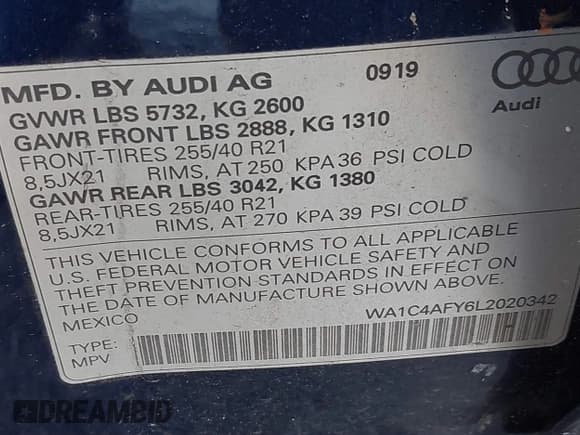 MFD. BY AUDI AG 0919
GVWR LBS 5732, KG 2600
GAWR FRONT LBS 2888, KG 1310
FRONT-TIRES 255/40 R21
8,5JX21 RIMS, AT 250 KPA 36 PSI COLD
GAWR REAR LBS 3042, KG 1380
REAR-TIRES 255/40 R21
8,5JX21 RIMS, AT 270 KPA 39 PSI COLD
Audi
THIS VEHICLE CONFORMS TO ALL APPLICABLE
U.S. FEDERAL MOTOR VEHICLE SAFETY AND
THEFT PREVENTION STANDARDS IN EFFECT ON
THE DATE OF MANUFACTURE SHOWN ABOVE.
MEXICO
WA1C4AFY6L2020342
TYPE:
MPV
DREAMBID